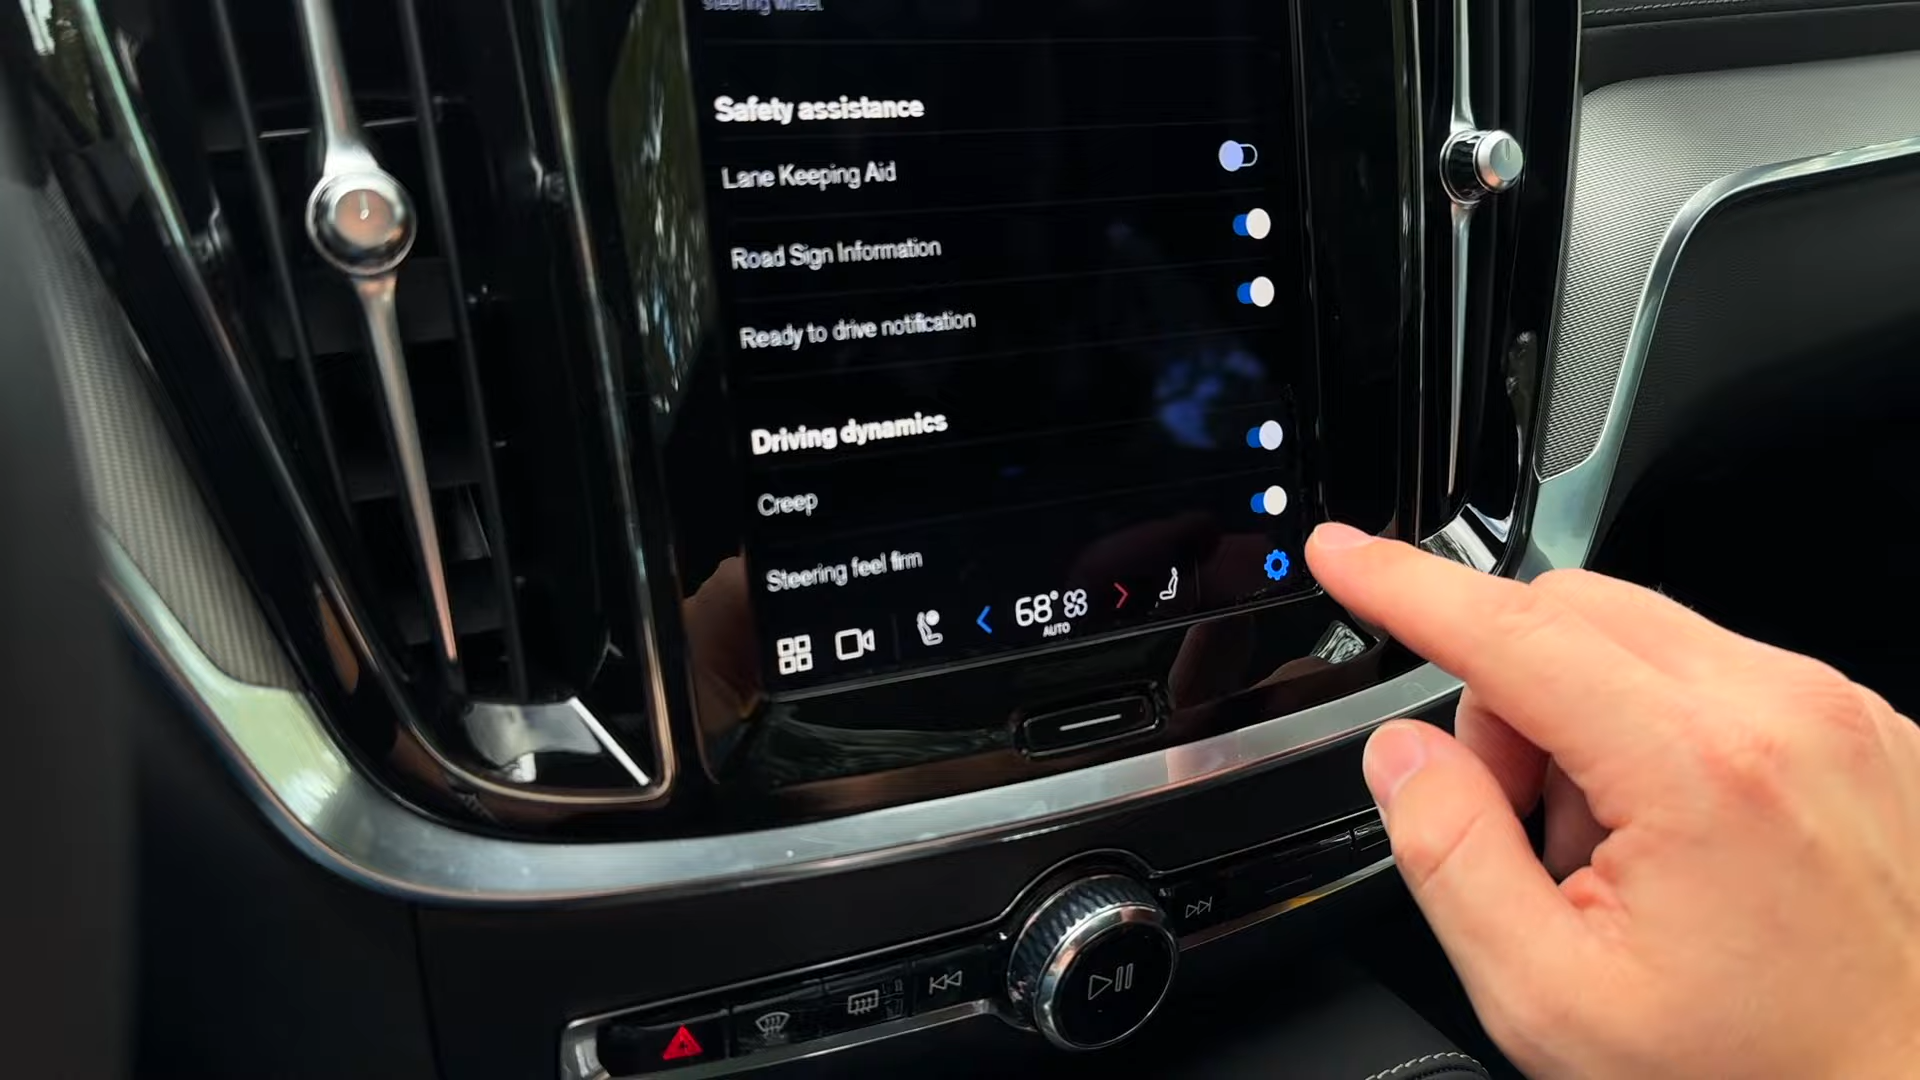 steering wheel.
Safety assistance
Lane Keeping Aid
Road Sign Information
Ready to drive notification
Driving dynamics
Creep
Steering feel firm
68°
AUTO